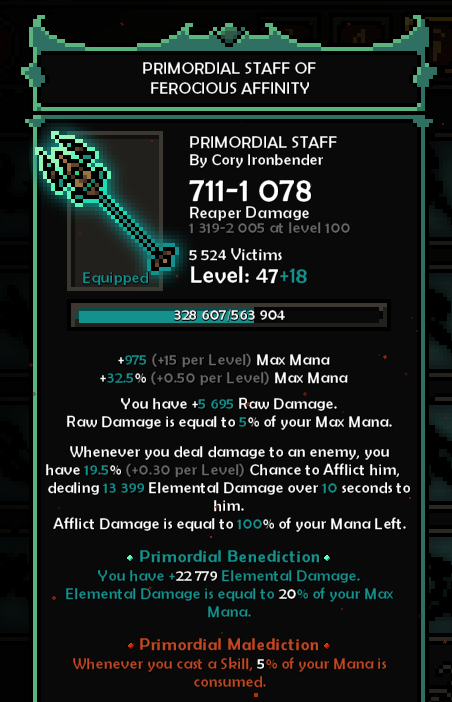 PRIMORDIAL STAFF OF
FEROCIOUS AFFINITY
PRIMORDIAL STAFF
By Cory Ironbender
711-1 078
Reaper Damage
1 319-2 005 at level 100
5 524 Victims
Level: 47+18
Equipped
328 607/563 904
+975 (+15 per Level) Max Mana
+32.5% (+0.50 per Level) Max Mana
You have +5 695 Raw Damage.
Raw Damage is equal to 5% of your Max Mana.
Whenever you deal damage to an enemy, you
have 19.5% (+0.30 per Level) Chance to Afflict him,
dealing 13 399 Elemental Damage over 10 seconds to
him.
Afflict Damage is equal to 100% of your Mana Left.
Primordial Benediction
You have +22 779 Elemental Damage.
Elemental Damage is equal to 20% of your Max
Mana.
Primordial Malediction
Whenever you cast a Skill, 5% of your Mana is
consumed.